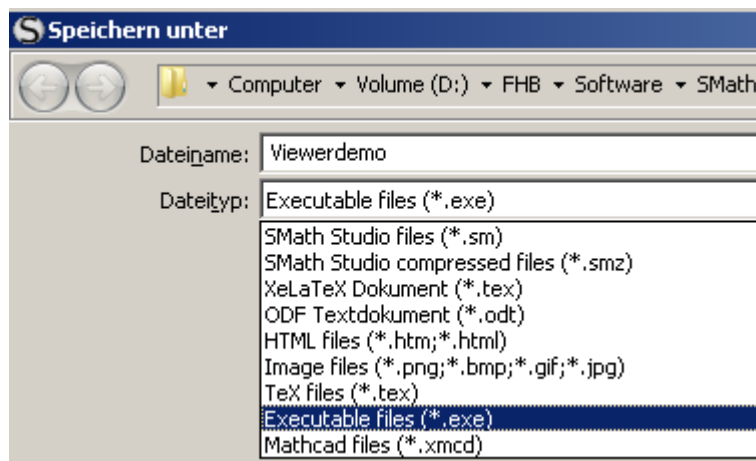 Speichern unter
Computer Volume (D:) FHB Software SMath
Dateiname: Viewerdemo
Dateityp: Executable files (*.exe)
SMath Studio files (*.sm)
SMath Studio compressed files (*.smz)
XeLaTeX Dokument (*.tex)
ODF Textdokument (*.odt)
HTML files (*.htm;*.html)
Image files (*.png;*.bmp;*.gif;*.jpg)
TeX files (*.tex)
Executable files (*.exe)
Mathcad files (*.xmcd)